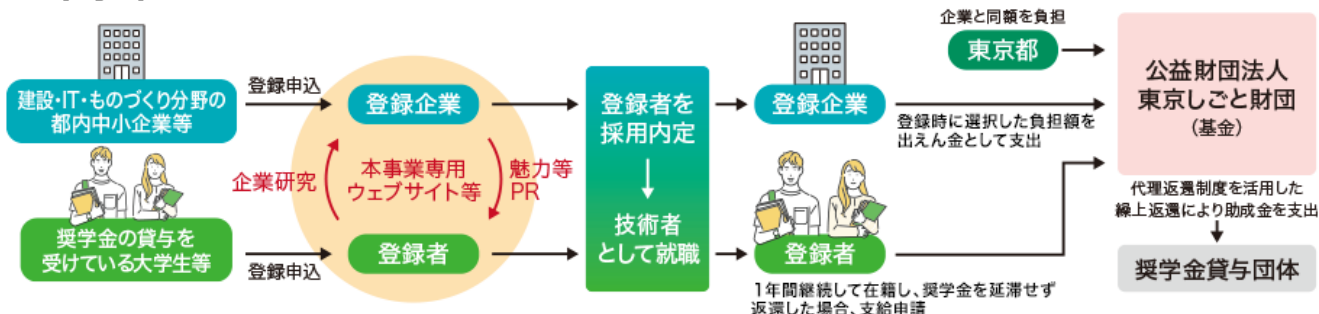 建設・IT・ものづくり分野の
都内中小企業等
奨学金の貸与を
受けている大学生等
登録申込
登録申込
登録企業
企業研究
本事業専用
ウェブサイト等
魅力等
PR
登録者
登録者を
採用内定
技術者
として就職
登録企業
登録者
1年間継続して在籍し、奨学金を延滞せず
返還した場合、支給申請
企業と同額を負担
東京都
登録時に選択した負担額を
出えん金として支出
公益財団法人
東京しごと財団
（基金）
代理返還制度を活用した
繰上返還により助成金を支出
奨学金貸与団体